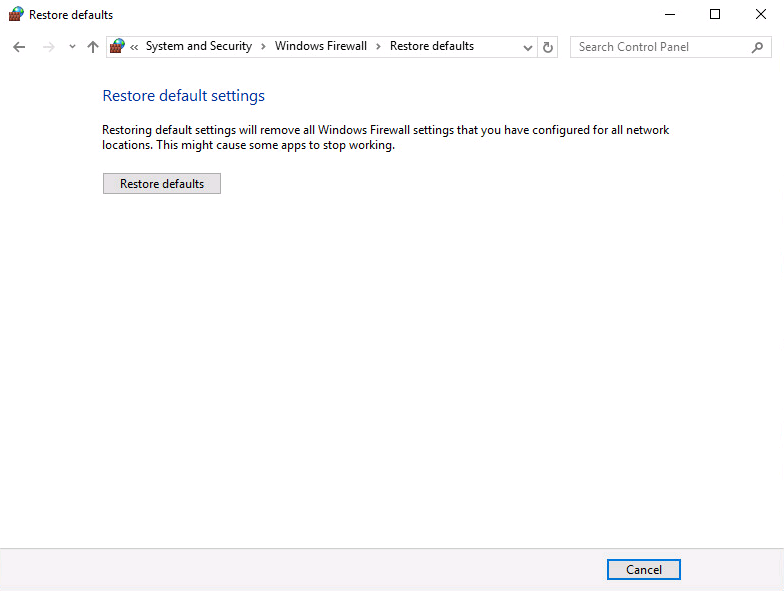 Restore defaults
« System and Security > Windows Firewall > Restore defaults
Search Control Panel
Restore default settings
Restoring default settings will remove all Windows Firewall settings that you have configured for all network
locations. This might cause some apps to stop working.
Restore defaults
Cancel